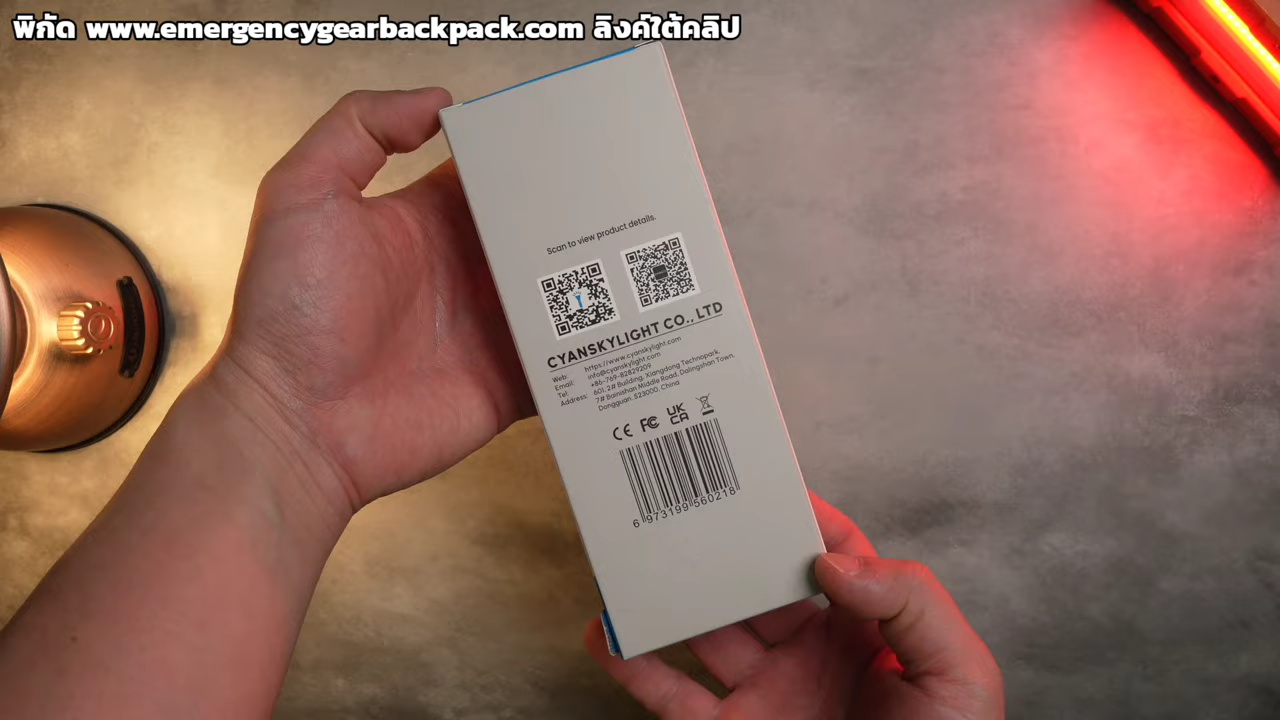 พิกัด www.emergencygearbackpack.com ลิงค์ใต้คลิป
Scan to view product details.
CYANSKYLIGHT CO., LTD
Web: https://www.cyanskylight.com
Email: info@cyanskylight.com
Tel: +86-769-82829209
Address: 601, 2# Building, Xiangdong Technopark,
7# Bainishan Middle Road, Dalingshan Town,
Dongguan, 523000, China
CE FC UK
CA
6 973199 560218